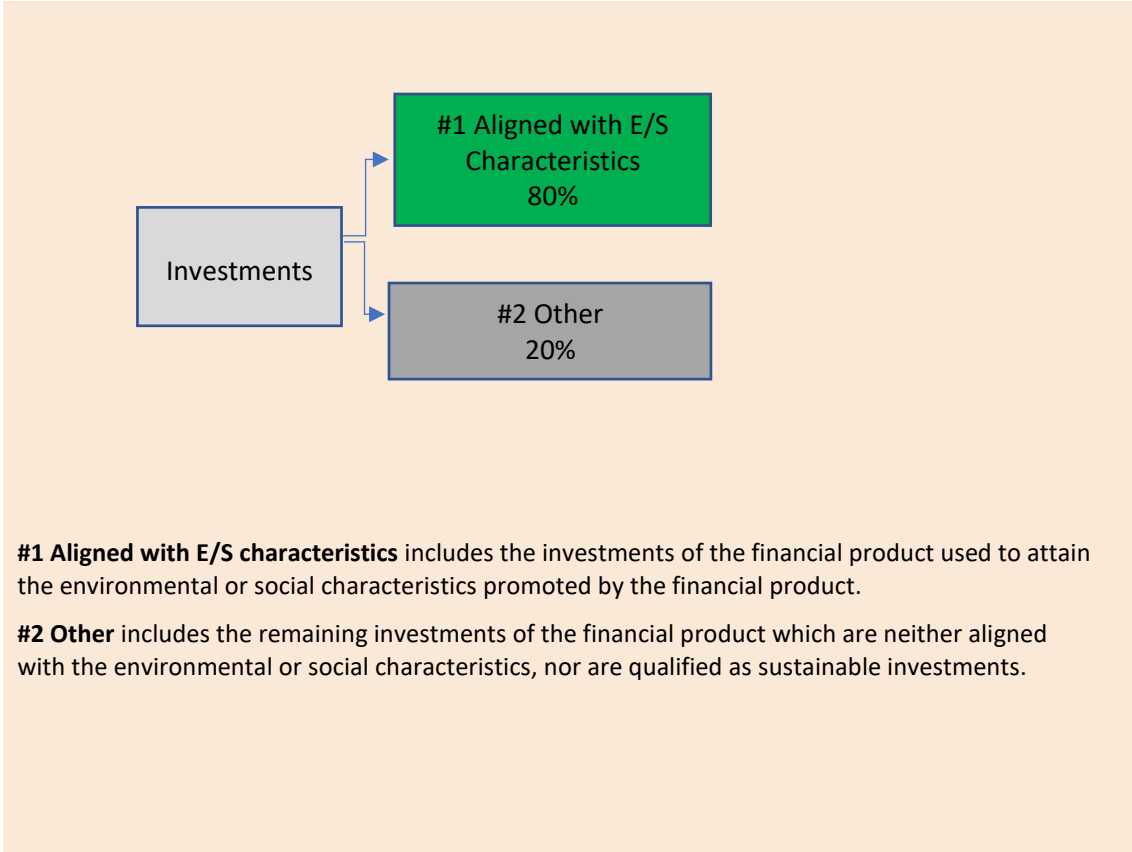 #1 Aligned with E/S
Characteristics
80%
Investments
#2 Other
20%
#1 Aligned with E/S characteristics includes the investments of the financial product used to attain
the environmental or social characteristics promoted by the financial product.
#2 Other includes the remaining investments of the financial product which are neither aligned
with the environmental or social characteristics, nor are qualified as sustainable investments.